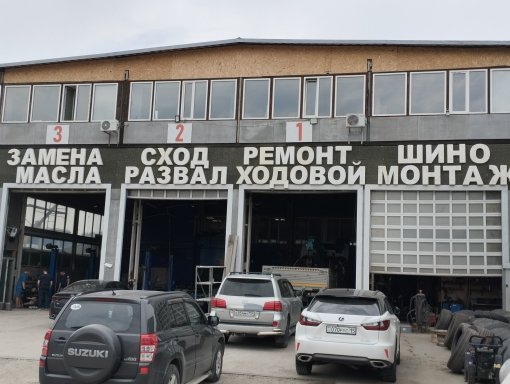 3
2
1
ЗАМЕНА МАСЛА
СХОД РАЗВАЛ
РЕМОНТ ХОДОВОЙ
ШИНО МОНТАЖ
SUZUKI